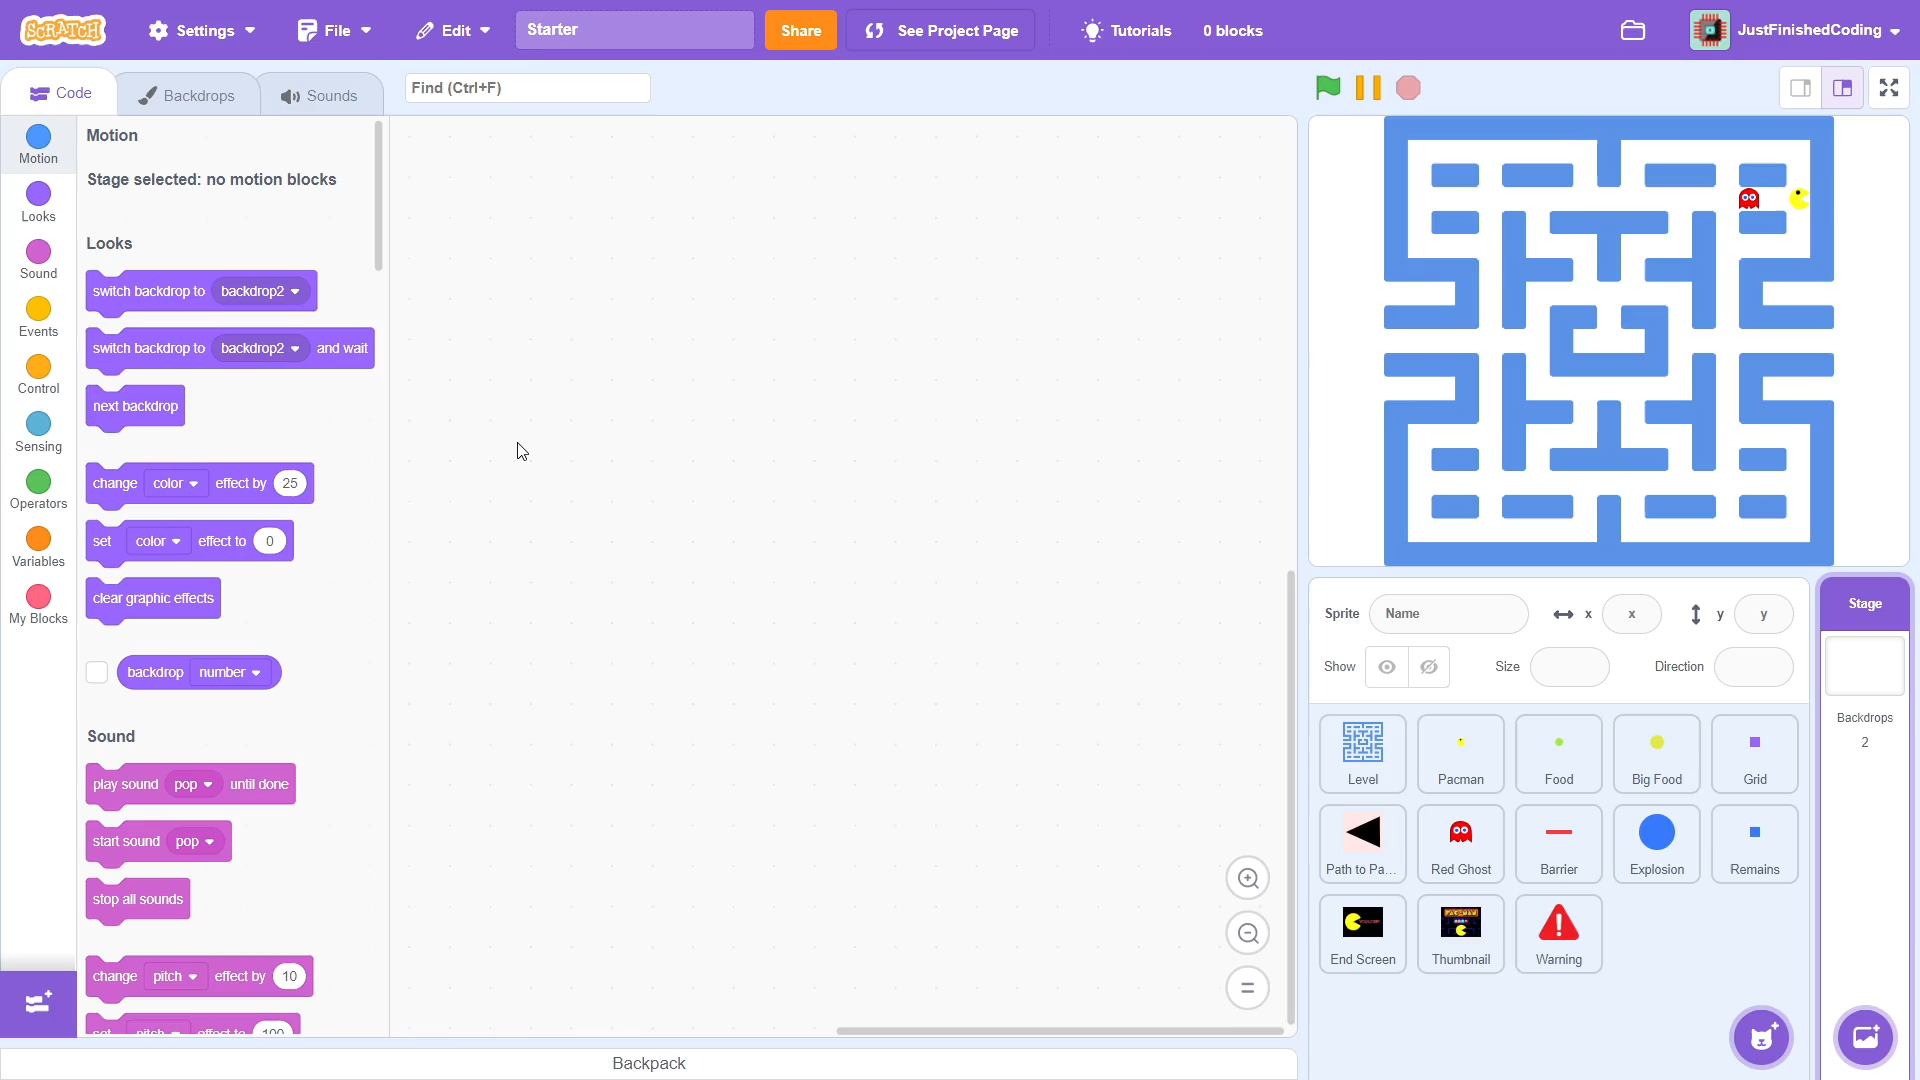 SCRATCH
Settings
File
Edit
Starter
Share
See Project Page
Tutorials
0 blocks
JustFinishedCoding
Code
Backdrops
Sounds
Find (Ctrl+F)
Motion
Looks
Sound
Events
Control
Sensing
Operators
Variables
My Blocks
Motion
Stage selected: no motion blocks
Looks
switch backdrop to backdrop2
switch backdrop to backdrop2 and wait
next backdrop
change color effect by 25
set color effect to 0
clear graphic effects
backdrop number
Sound
play sound pop until done
start sound pop
stop all sounds
change pitch effect by 10
set pitch effect to 100
Backpack
Sprite Name x x y y
Show Size Direction
Level Pacman Food Big Food Grid
Path to Pa... Red Ghost Barrier Explosion Remains
End Screen Thumbnail Warning
Stage
Backdrops
2